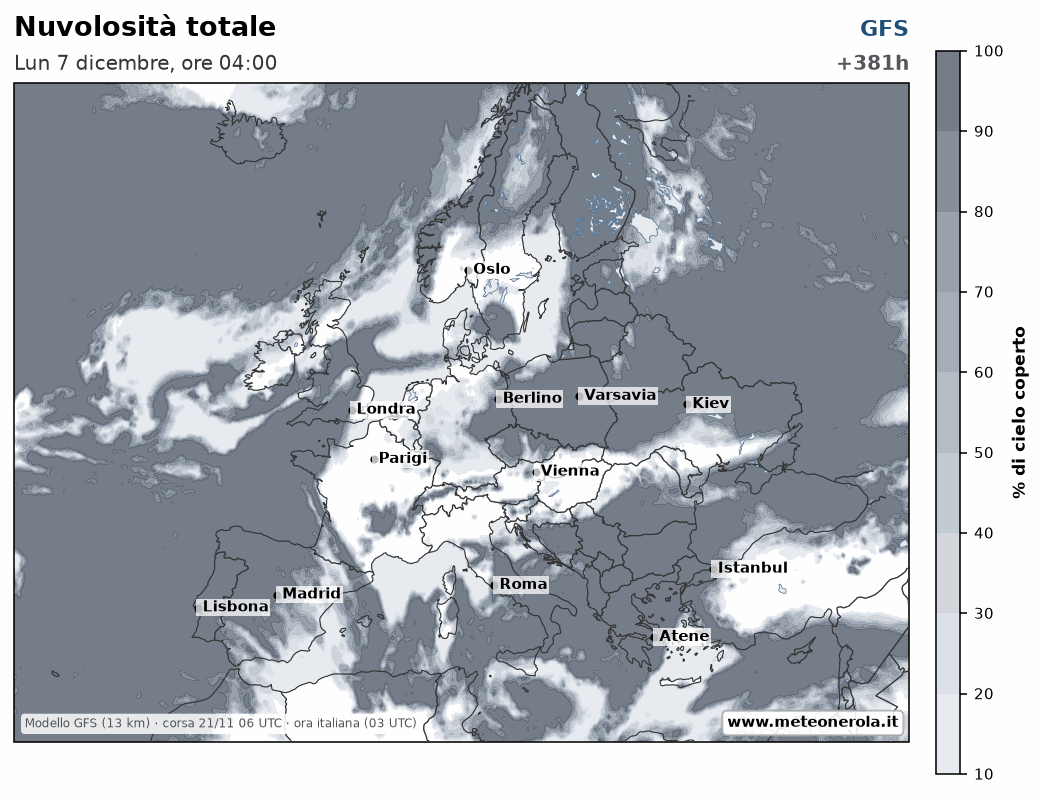 Nuvolosità totale
GFS
Lun 7 dicembre, ore 04:00
+381h
100
90
80
70
60
50
40
30
20
10
% di cielo coperto
Oslo
Berlino
Varsavia
Kiev
Londra
Parigi
Vienna
Istanbul
Roma
Madrid
Lisbona
Atene
Modello GFS (13 km) · corsa 21/11 06 UTC · ora italiana (03 UTC)
www.meteonerola.it